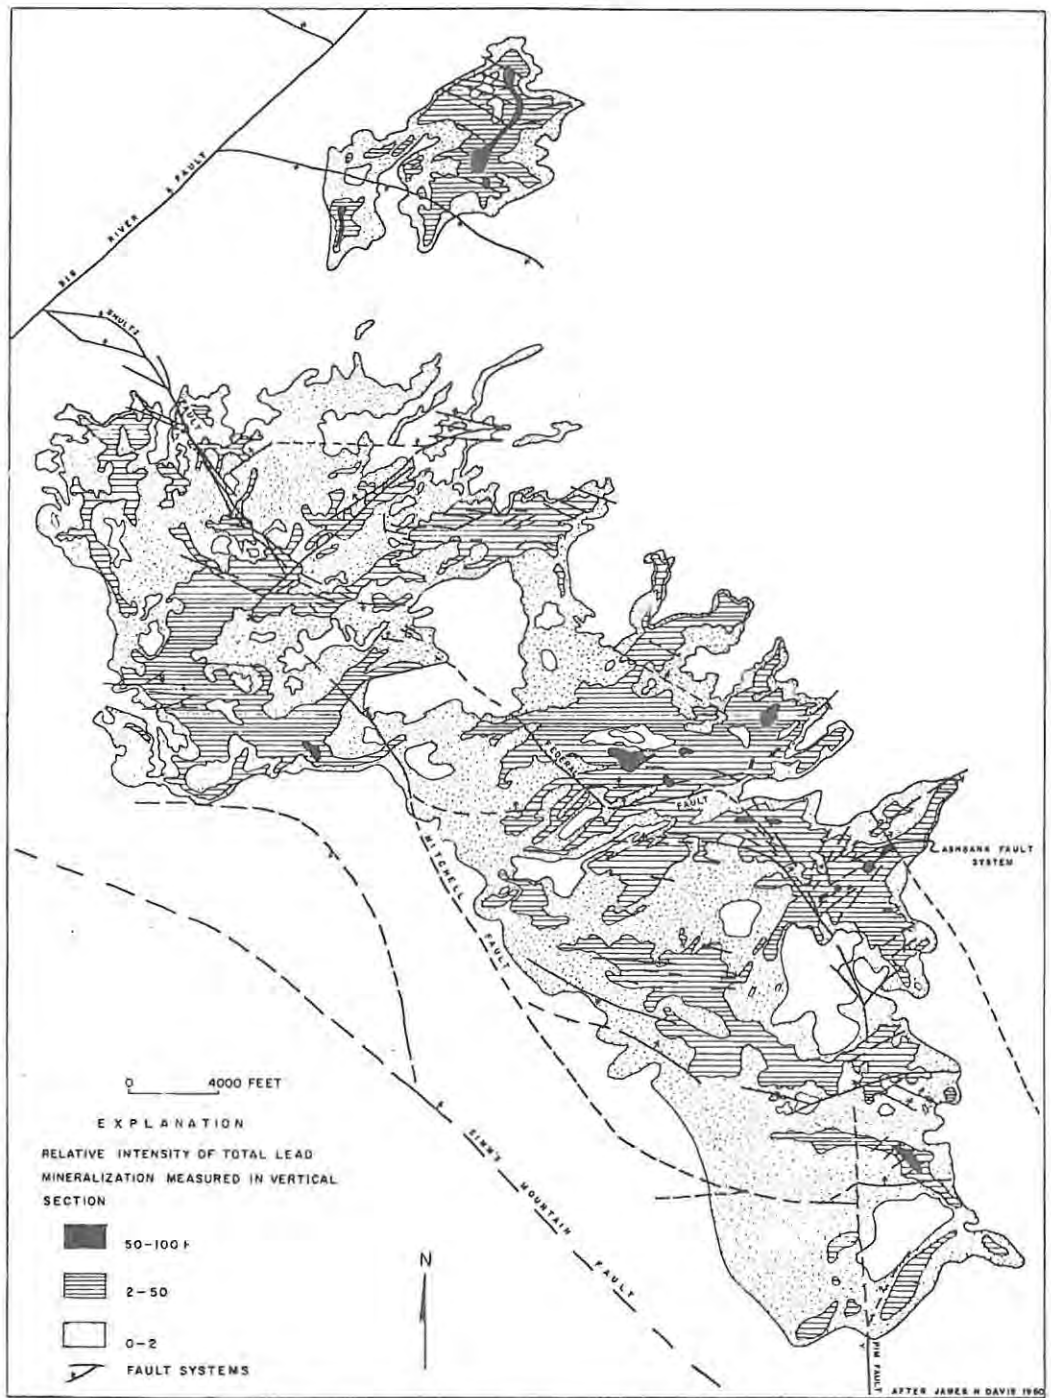 BIG RIVER FAULT
SHULTZ FAULT
FEDERAL FAULT
MITCHELL FAULT
ASHBANK FAULT
SYSTEM
SIMM'S MOUNTAIN FAULT
PIM FAULT
0 4000 FEET
EXPLANATION
RELATIVE INTENSITY OF TOTAL LEAD
MINERALIZATION MEASURED IN VERTICAL
SECTION
50-100+
2-50
0-2
FAULT SYSTEMS
N
AFTER JAMES H DAVIS 1960